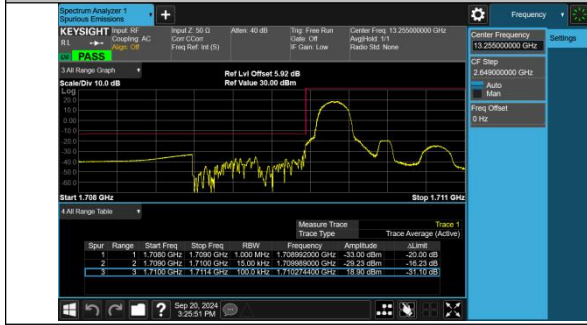 Spectrum Analyzer 1
Spurious Emissions
Frequency
KEYSIGHT
Input: RF
Coupling: AC
Align: Off
Input Z: 50 Ω
Corr CCorr
Freq Ref: Int (S)
Atten: 40 dB
Trig: Free Run
Gate: Off
IF Gain: Low
Center Freq: 13.255000000 GHz
Avg|Hold: 1/1
Radio Std: None
RL
PASS
3 All Range Graph
Ref Lvl Offset 5.92 dB
Ref Value 30.00 dBm
Scale/Div 10.0 dB
Log
20.0
10.0
0.00
-10.0
-20.0
-30.0
-40.0
-50.0
-60.0
Start 1.708 GHz
Stop 1.711 GHz
4 All Range Table
Measure Trace
Trace 1
Trace Type
Trace Average (Active)
Spur Range Start Freq Stop Freq RBW Frequency Amplitude ΔLimit
1 1 1.7080 GHz 1.7090 GHz 1.000 MHz 1.708992000 GHz -33.00 dBm -20.00 dB
2 2 1.7090 GHz 1.7100 GHz 15.00 kHz 1.709989000 GHz -29.23 dBm -16.23 dB
3 3 1.7100 GHz 1.7114 GHz 100.0 kHz 1.710274400 GHz 18.90 dBm -31.10 dB
Sep 20, 2024
3:25:51 PM
Center Frequency
13.255000000 GHz
Settings
CF Step
2.649000000 GHz
Auto
Man
Freq Offset
0 Hz